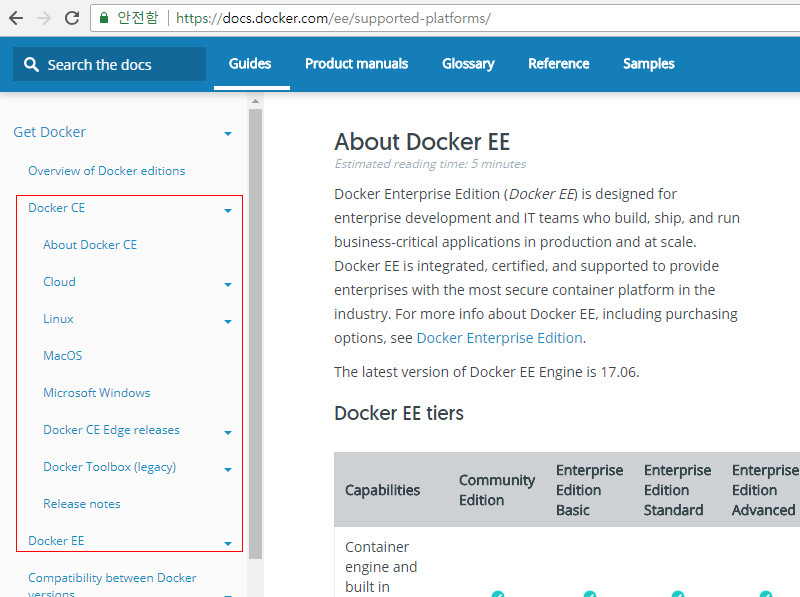 안전함 https://docs.docker.com/ee/supported-platforms/
Search the docs Guides Product manuals Glossary Reference Samples
Get Docker
Overview of Docker editions
Docker CE
About Docker CE
Cloud
Linux
MacOS
Microsoft Windows
Docker CE Edge releases
Docker Toolbox (legacy)
Release notes
Docker EE
Compatibility between Docker
versions
About Docker EE
Estimated reading time: 5 minutes
Docker Enterprise Edition (Docker EE) is designed for
enterprise development and IT teams who build, ship, and run
business-critical applications in production and at scale.
Docker EE is integrated, certified, and supported to provide
enterprises with the most secure container platform in the
industry. For more info about Docker EE, including purchasing
options, see Docker Enterprise Edition.
The latest version of Docker EE Engine is 17.06.
Docker EE tiers
Capabilities
Community
Edition
Enterprise
Edition
Basic
Enterprise
Edition
Standard
Enterprise
Edition
Advanced
Container
engine and
built in